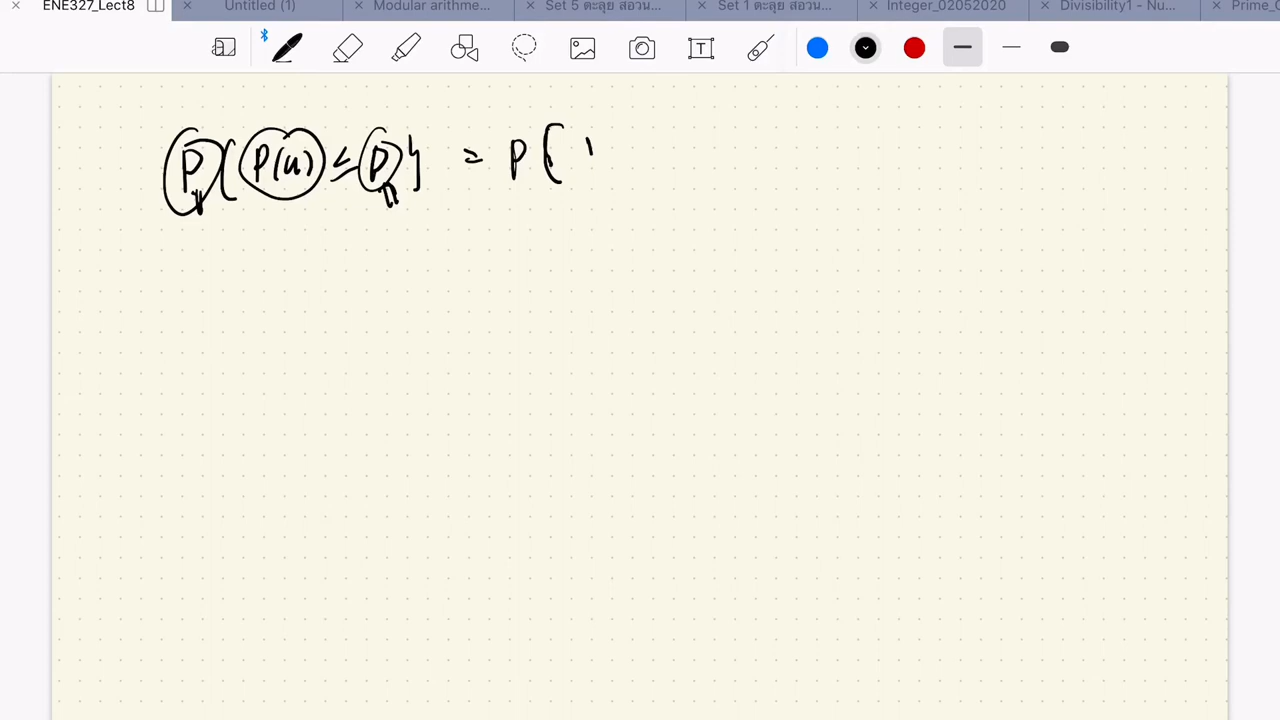 ENE327_Lect8 Untitled (1) Modular arithme... Set 5 ตะลุย สอวน... Set 1 ตะลุย สอวน... Integer_02052020 Divisibility1 - Nu... Prime_0
P{P(u) ≤ P} = P{